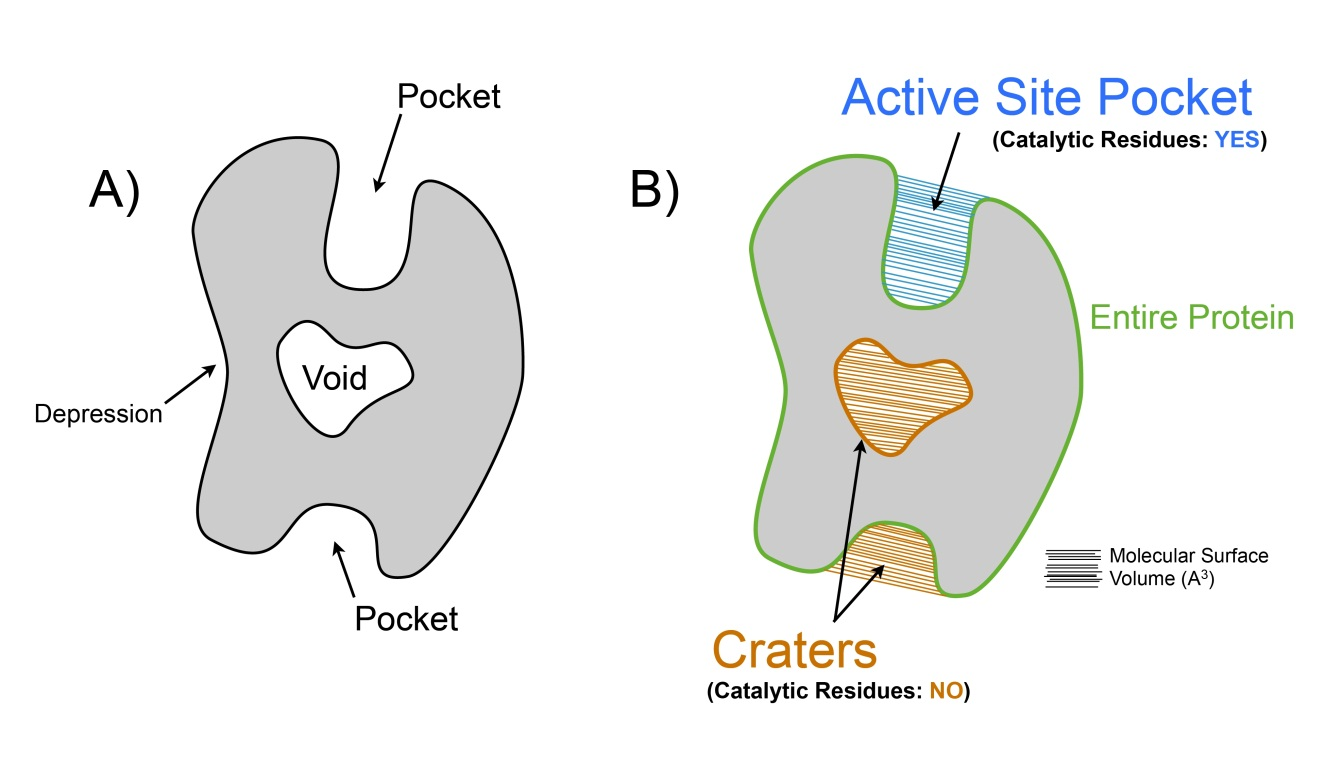 A)
Pocket
Void
Depression
Pocket
B)
Active Site Pocket
(Catalytic Residues: YES)
Entire Protein
Molecular Surface
Volume (A³)
Craters
(Catalytic Residues: NO)